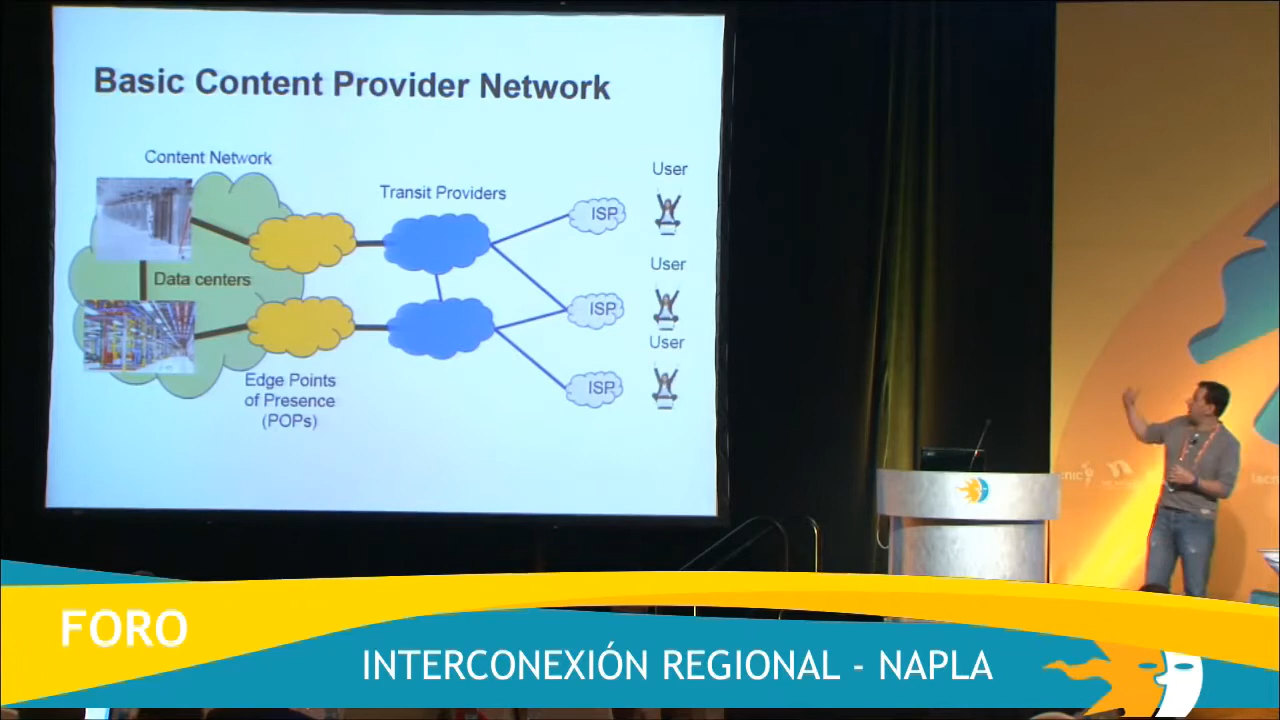 Basic Content Provider Network
Content Network
Transit Providers
User
ISP
Data centers
User
ISP
User
ISP
Edge Points
of Presence
(POPs)
FORO
INTERCONEXIÓN REGIONAL - NAPLA